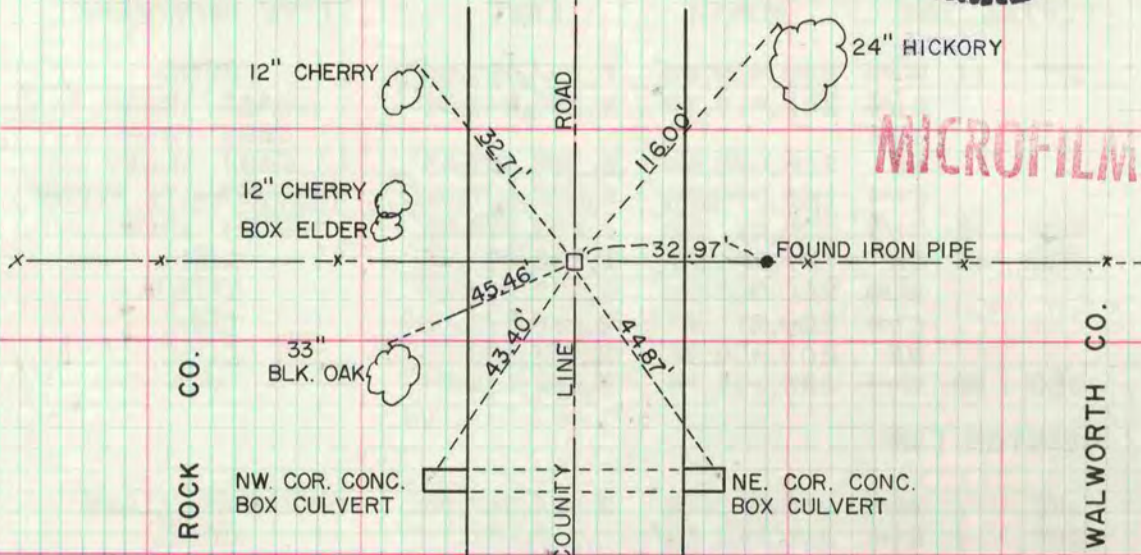 24" HICKORY
12" CHERRY
ROAD
32.71'
116.00'
MICROFILM
12" CHERRY
BOX ELDER
32.97'
FOUND IRON PIPE
45.46'
43.40'
44.87'
33"
BLK. OAK
ROCK CO.
COUNTY LINE
WALWORTH CO.
NW. COR. CONC.
BOX CULVERT
NE. COR. CONC.
BOX CULVERT